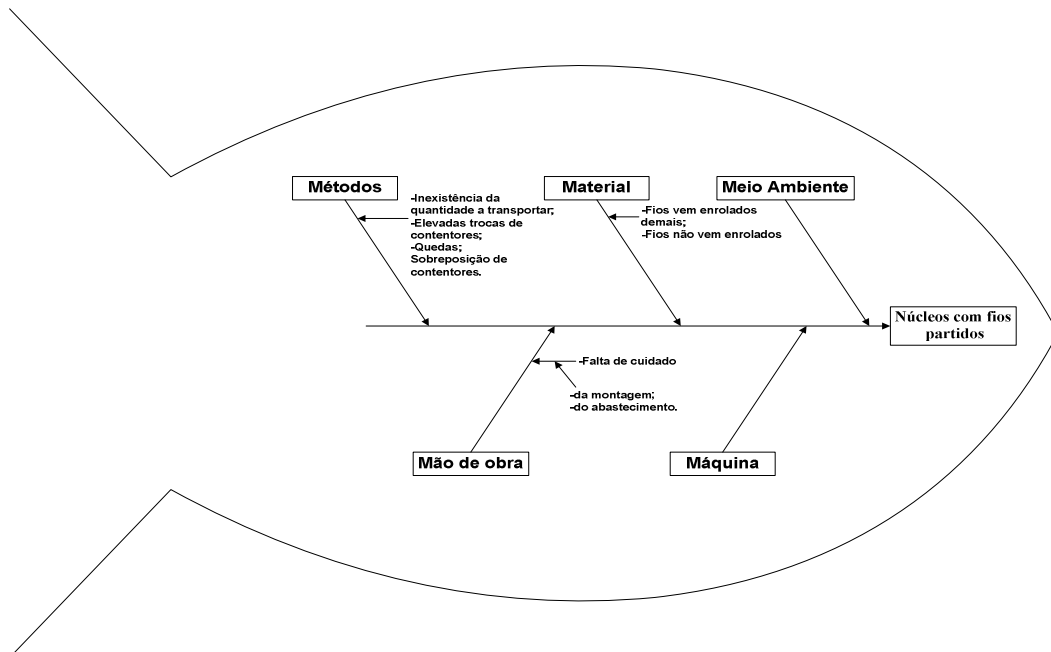 Métodos
Material
Meio Ambiente
-Inexistência da
quantidade a transportar;
-Elevadas trocas de
contentores;
-Quedas;
Sobreposição de
contentores.
-Fios vem enrolados
demais;
-Fios não vem enrolados
Núcleos com fios
partidos
-Falta de cuidado
-da montagem;
-do abastecimento.
Mão de obra
Máquina